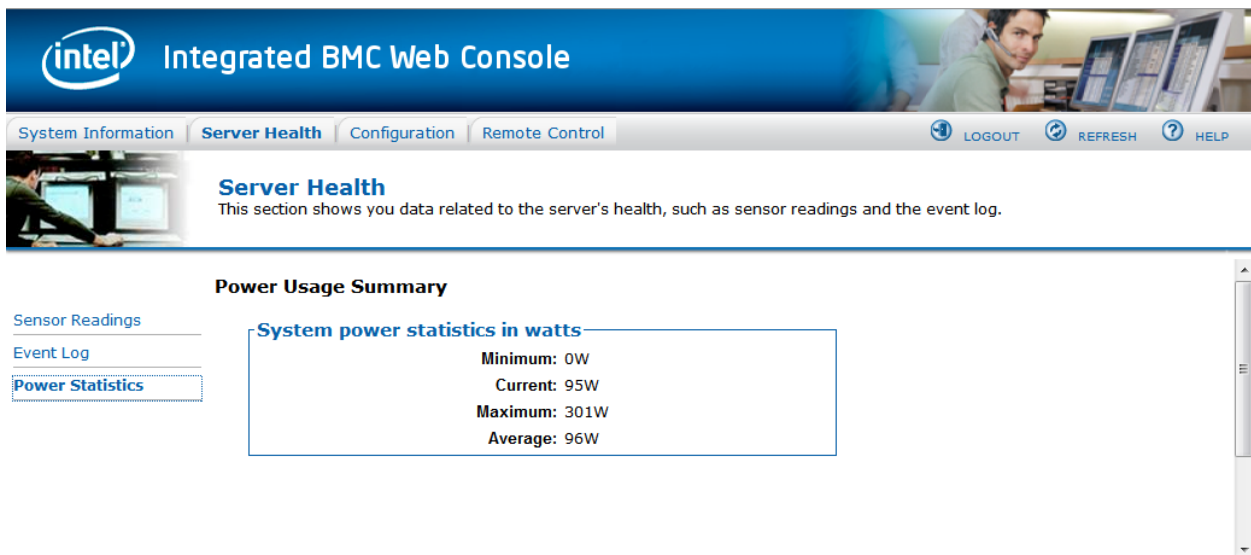 intel Integrated BMC Web Console
System Information Server Health Configuration Remote Control LOGOUT REFRESH HELP
Server Health
This section shows you data related to the server's health, such as sensor readings and the event log.
Power Usage Summary
Sensor Readings
Event Log
Power Statistics
System power statistics in watts
Minimum: 0W
Current: 95W
Maximum: 301W
Average: 96W